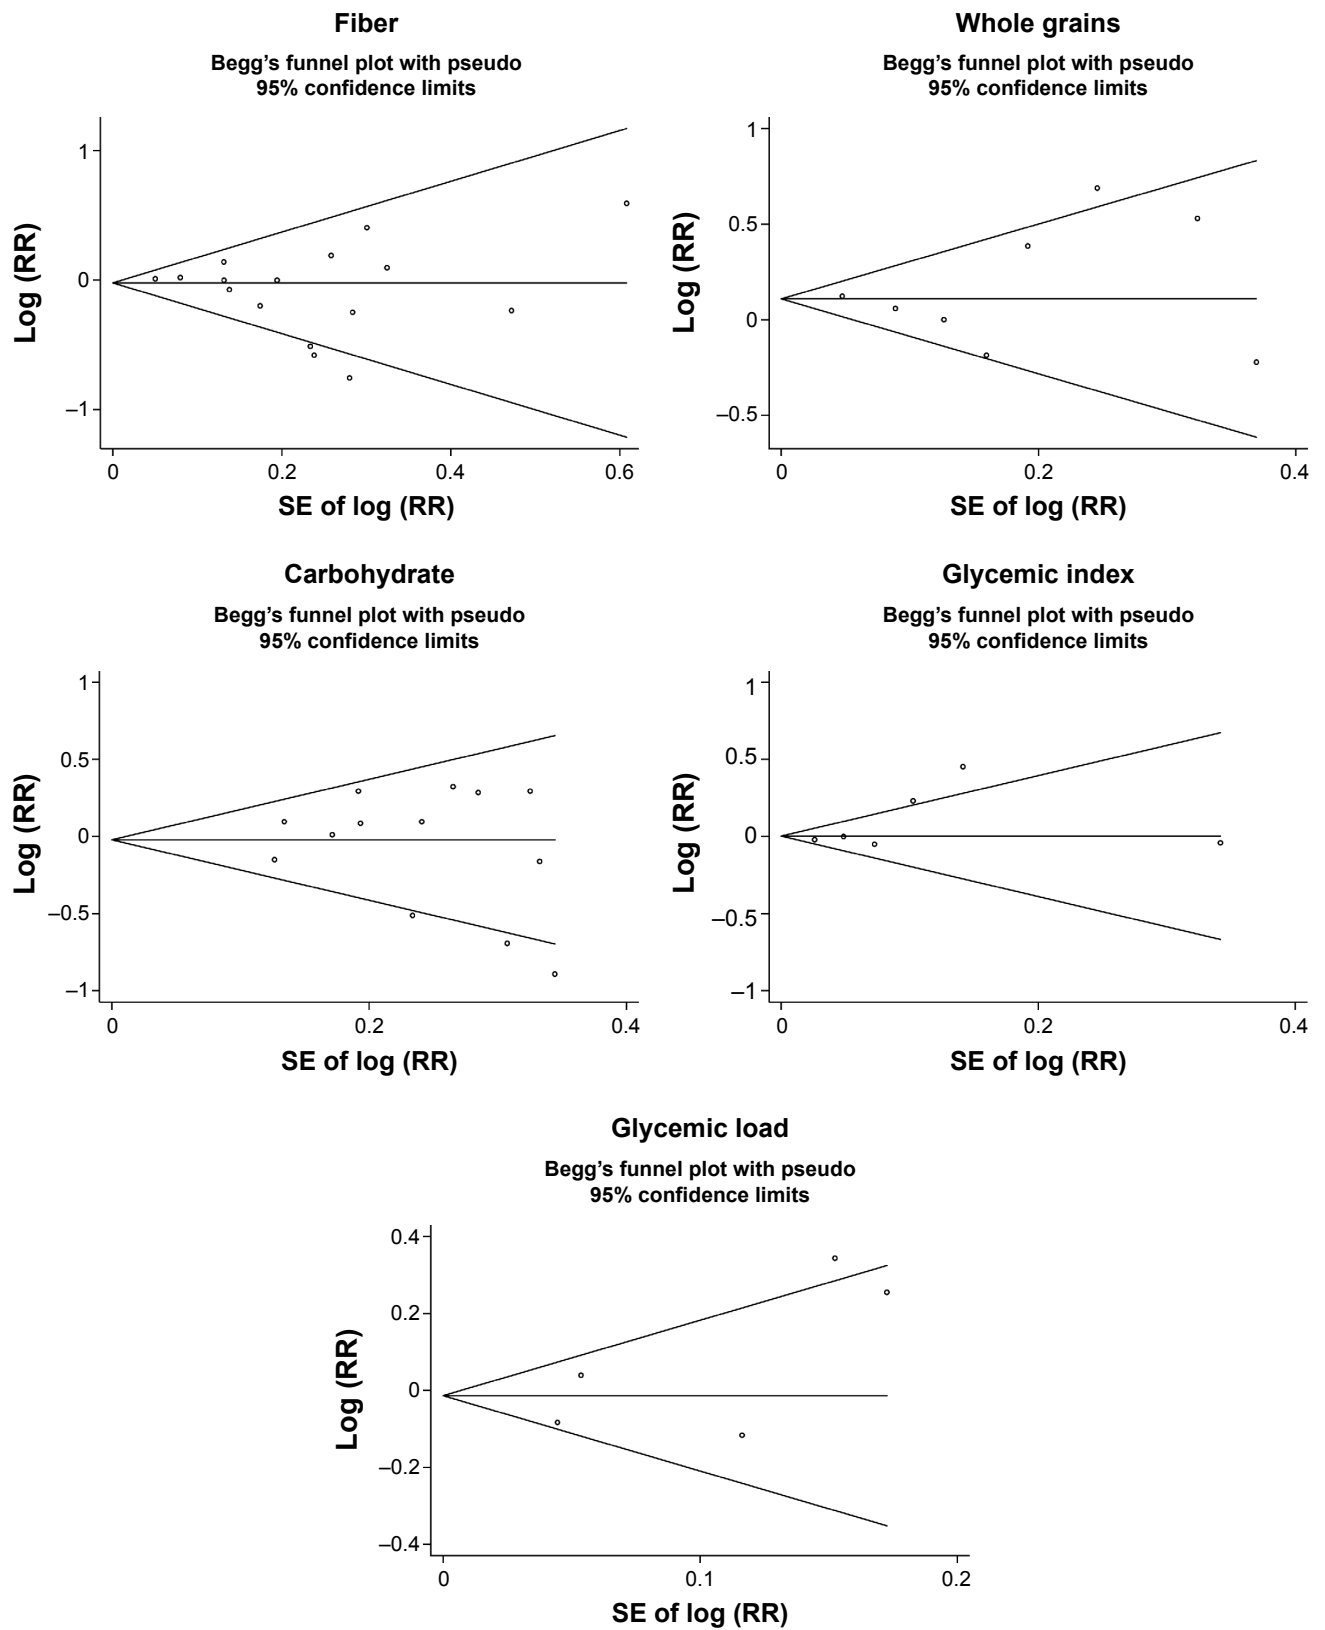 Fiber
Begg’s funnel plot with pseudo
95% confidence limits
1
0
–1
Log (RR)
0 0.2 0.4 0.6
SE of log (RR)
Whole grains
Begg’s funnel plot with pseudo
95% confidence limits
1
0.5
0
–0.5
Log (RR)
0 0.2 0.4
SE of log (RR)
Carbohydrate
Begg’s funnel plot with pseudo
95% confidence limits
1
0.5
0
–0.5
–1
Log (RR)
0 0.2 0.4
SE of log (RR)
Glycemic index
Begg’s funnel plot with pseudo
95% confidence limits
1
0.5
0
–0.5
–1
Log (RR)
0 0.2 0.4
SE of log (RR)
Glycemic load
Begg’s funnel plot with pseudo
95% confidence limits
0.4
0.2
0
–0.2
–0.4
Log (RR)
0 0.1 0.2
SE of log (RR)